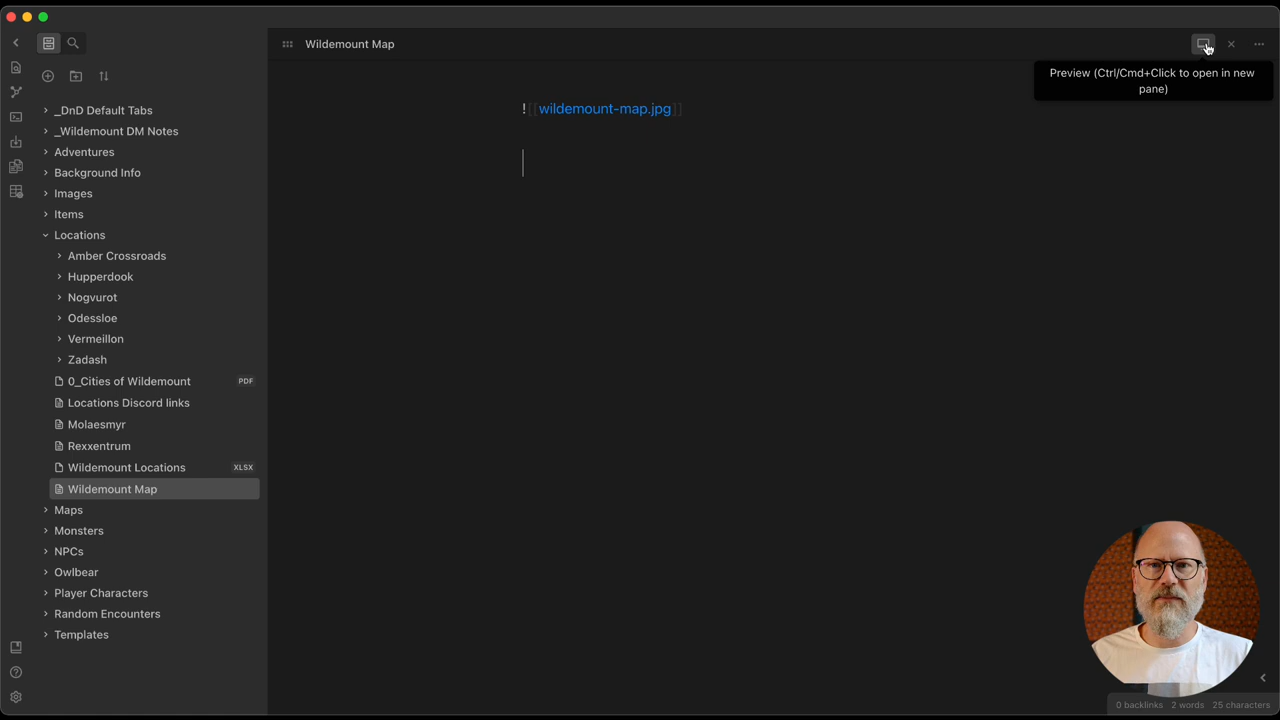 Wildemount Map
Preview (Ctrl/Cmd+Click to open in new
pane)
_DnD Default Tabs
_Wildemount DM Notes
Adventures
Background Info
Images
Items
Locations
Amber Crossroads
Hupperdook
Nogvurot
Odessloe
Vermeillon
Zadash
0_Cities of Wildemount PDF
Locations Discord links
Molaesmyr
Rexxentrum
Wildemount Locations XLSX
Wildemount Map
Maps
Monsters
NPCs
Owlbear
Player Characters
Random Encounters
Templates
![[wildemount-map.jpg]]
0 backlinks 2 words 25 characters